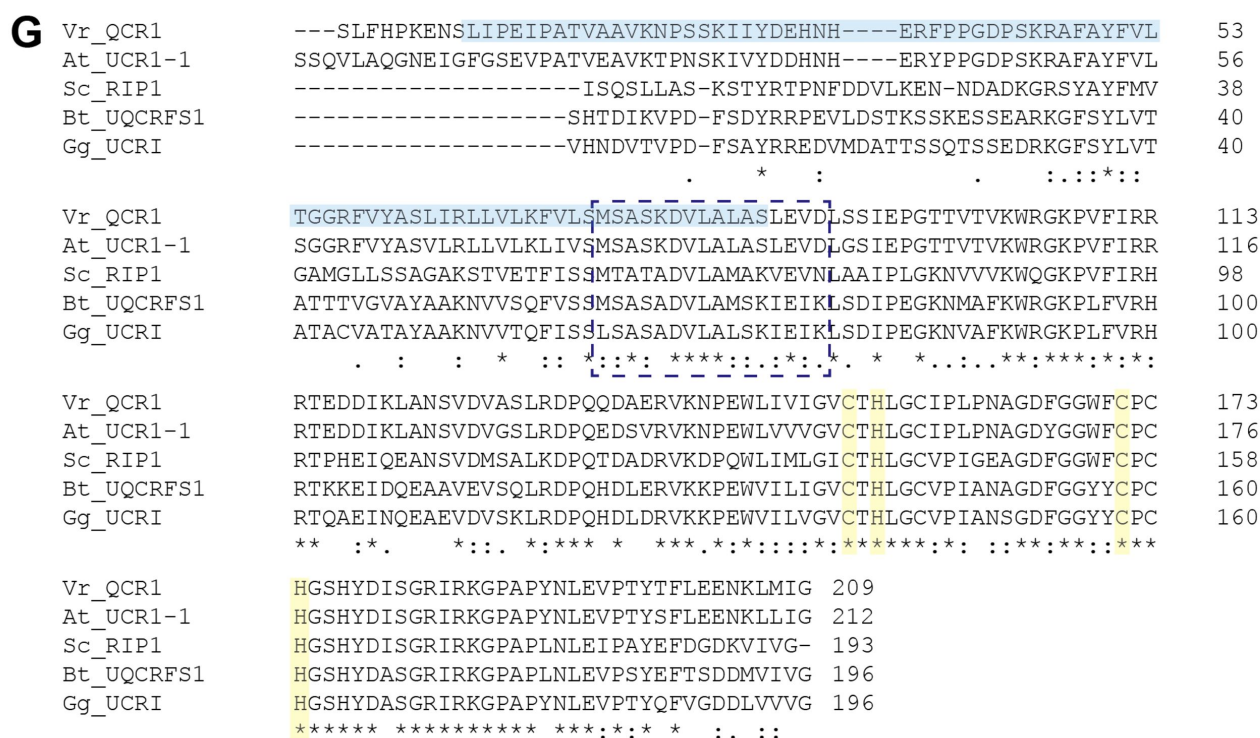 G
Vr_QCR1 ---SLFHPKENSLIPEIPATVAAVKNPSSKIIYDEHNH----ERFPPGDPSKRAFAYFVL 53
At_UCR1-1 SSQVLAQGNEIGFGSEVPATVEAVKTPNSKIVYDDHNH----ERYPPGDPSKRAFAYFVL 56
Sc_RIP1 --------------------ISQSLLAS-KSTYRTPNFDDVLKEN-NDADKGRSYAYFMV 38
Bt_UQCRFS1 -------------------SHTDIKVPD-FSDYRRPEVLDSTKSSKESSEARKGFSYLVT 40
Gg_UCRI -------------------VHNDVTVPD-FSAYRREDVMDATTSSQTSSEDRKGFSYLVT 40
. * : . :.::*::
Vr_QCR1 TGGRFVYASLIRLLVLKFVLSMSASKDVLALASLEVDLSSIEPGTTVTVKWRGKPVFIRR 113
At_UCR1-1 SGGRFVYASVLRLLVLKLIVSMSASKDVLALASLEVDLGSIEPGTTVTVKWRGKPVFIRR 116
Sc_RIP1 GAMGLLSSAGAKSTVETFISSMTATADVLAMAKVEVNLAAIPLGKNVVVKWQGKPVFIRH 98
Bt_UQCRFS1 ATTTVGVAYAAKNVVSQFVSSMSASADVLAMSKIEIKLSDIPEGKNMAFKWRGKPLFVRH 100
Gg_UCRI ATACVATAYAAKNVVTQFISSLSASADVLALSKIEIKLSDIPEGKNVAFKWRGKPLFVRH 100
. : : * :: *::*: ****::.:*:.*. * *..:..**:***:*:*:
Vr_QCR1 RTEDDIKLANSVDVASLRDPQQDAERVKNPEWLIVIGVCTHLGCIPLPNAGDFGGWFCPC 173
At_UCR1-1 RTEDDIKLANSVDVGSLRDPQEDSVRVKNPEWLVVVGVCTHLGCIPLPNAGDYGGWFCPC 176
Sc_RIP1 RTPHEIQEANSVDMSALKDPQTDADRVKDPQWLIMLGICTHLGCVPIGEAGDFGGWFCPC 158
Bt_UQCRFS1 RTKKEIDQEAAVEVSQLRDPQHDLERVKKPEWVILIGVCTHLGCVPIANAGDFGGYYCPC 160
Gg_UCRI RTQAEINQEAEVDVSKLRDPQHDLDRVKKPEWVILVGVCTHLGCVPIANSGDFGGYYCPC 160
** :*. *::. *:*** * ***.*:*::::*:******:*: ::**:**::***
Vr_QCR1 HGSHYDISGRIRKGPAPYNLEVPTYTFLEENKLMIG 209
At_UCR1-1 HGSHYDISGRIRKGPAPYNLEVPTYSFLEENKLLIG 212
Sc_RIP1 HGSHYDISGRIRKGPAPLNLEIPAYEFDGDKVIVG- 193
Bt_UQCRFS1 HGSHYDASGRIRKGPAPLNLEVPSYEFTSDDMVIVG 196
Gg_UCRI HGSHYDASGRIRKGPAPYNLEVPTYQFVGDDLVVVG 196
****** ********** ***:*:* * :. ::